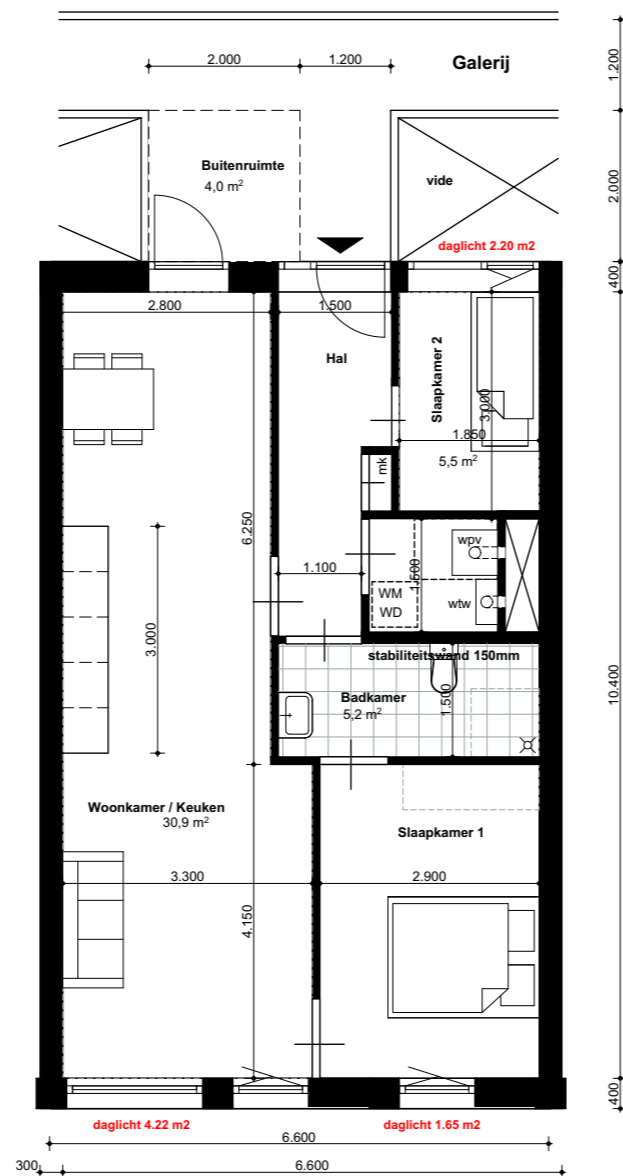 2.000
1.200
Galerij
1.200
Buitenruimte
4,0 m²
vide
2.000
daglicht 2.20 m2
400
2.800
1.500
Hal
Slaapkamer 2
3.000
1.850
5,5 m²
mk
6.250
wpv
1.100
1.500
WM
WD
wtw
3.000
stabiliteitswand 150mm
Badkamer
5,2 m²
1.500
10.400
Woonkamer / Keuken
30,9 m²
Slaapkamer 1
3.300
2.900
4.150
400
daglicht 4.22 m2
daglicht 1.65 m2
6.600
300
6.600